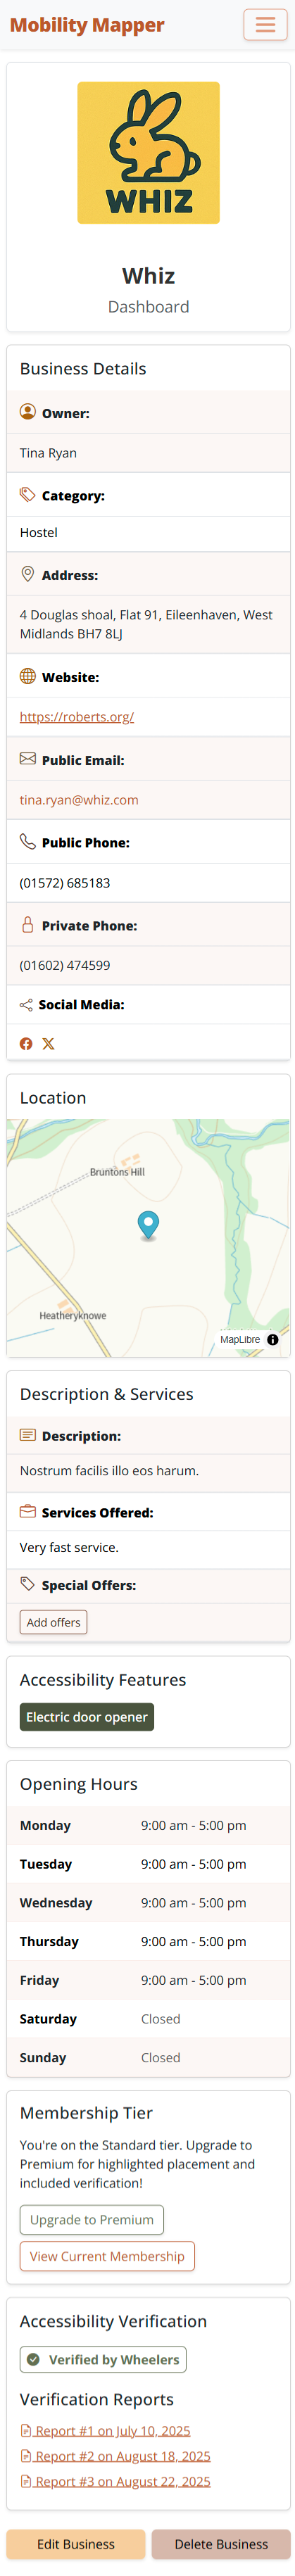 Mobility Mapper
WHIZ
Whiz
Dashboard
Business Details
Owner:
Tina Ryan
Category:
Hostel
Address:
4 Douglas shoal, Flat 91, Eileenhaven, West
Midlands BH7 8LJ
Website:
https://roberts.org/
Public Email:
tina.ryan@whiz.com
Public Phone:
(01572) 685183
Private Phone:
(01602) 474599
Social Media:
Location
Bruntons Hill
Heatheryknowe
MapLibre
Description & Services
Description:
Nostrum facilis illo eos harum.
Services Offered:
Very fast service.
Special Offers:
Add offers
Accessibility Features
Electric door opener
Opening Hours
Monday 9:00 am - 5:00 pm
Tuesday 9:00 am - 5:00 pm
Wednesday 9:00 am - 5:00 pm
Thursday 9:00 am - 5:00 pm
Friday 9:00 am - 5:00 pm
Saturday Closed
Sunday Closed
Membership Tier
You're on the Standard tier. Upgrade to
Premium for highlighted placement and
included verification!
Upgrade to Premium
View Current Membership
Accessibility Verification
Verified by Wheelers
Verification Reports
Report #1 on July 10, 2025
Report #2 on August 18, 2025
Report #3 on August 22, 2025
Edit Business Delete Business